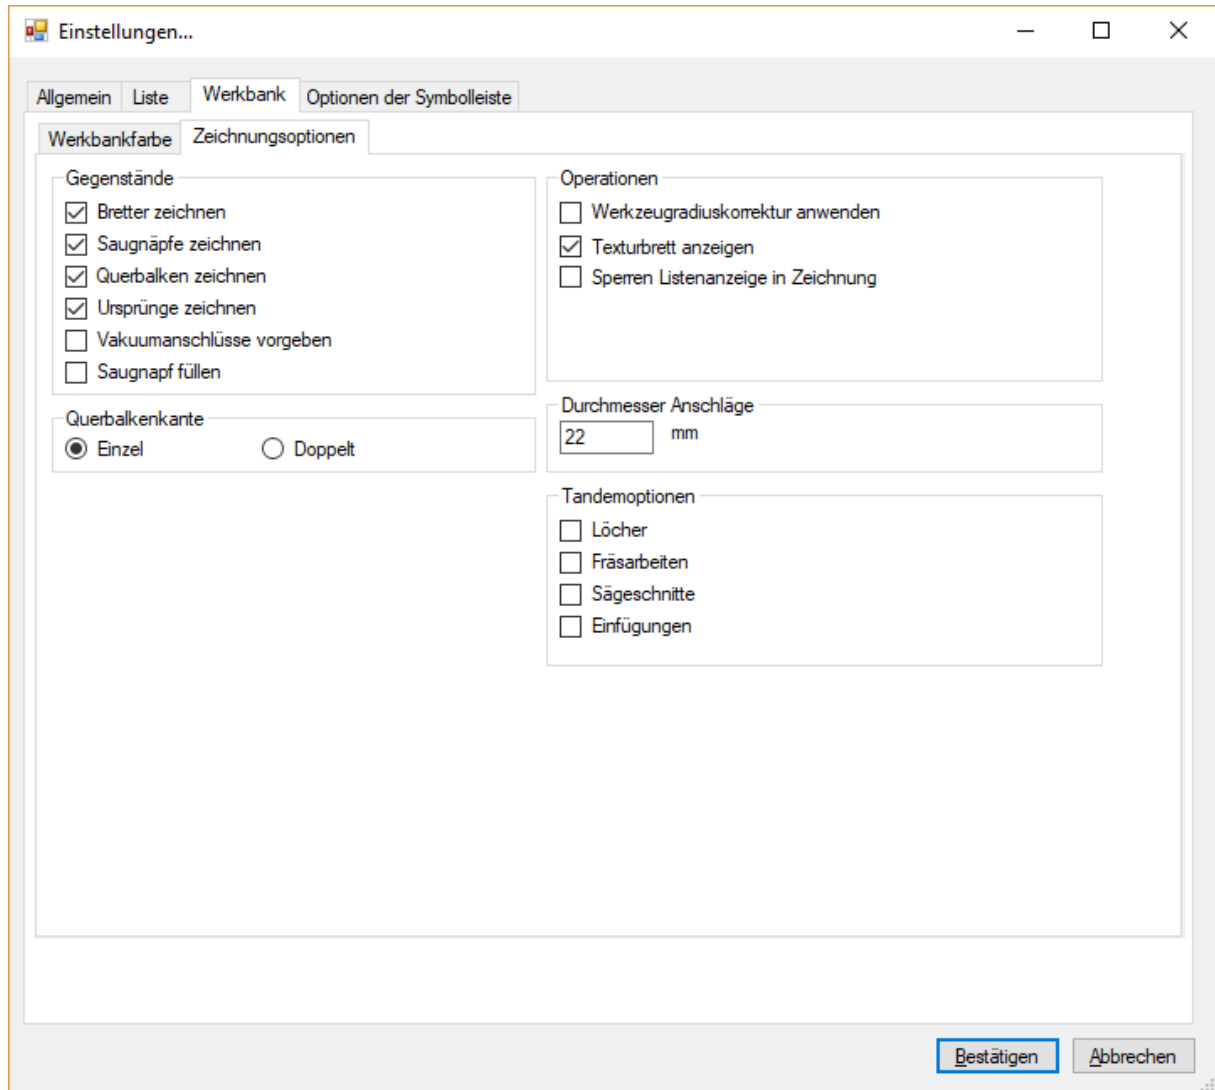 Einstellungen...
Allgemein Liste Werkbank Optionen der Symbolleiste
Werkbankfarbe Zeichnungsoptionen
Gegenstände
Bretter zeichnen
Saugnäpfe zeichnen
Querbalken zeichnen
Ursprünge zeichnen
Vakuumanschlüsse vorgeben
Saugnapf füllen
Querbalkenkante
Einzel Doppelt
Operationen
Werkzeugradiuskorrektur anwenden
Texturbrett anzeigen
Sperren Listenanzeige in Zeichnung
Durchmesser Anschläge
22 mm
Tandemoptionen
Löcher
Fräsarbeiten
Sägeschnitte
Einfügungen
Bestätigen Abbrechen